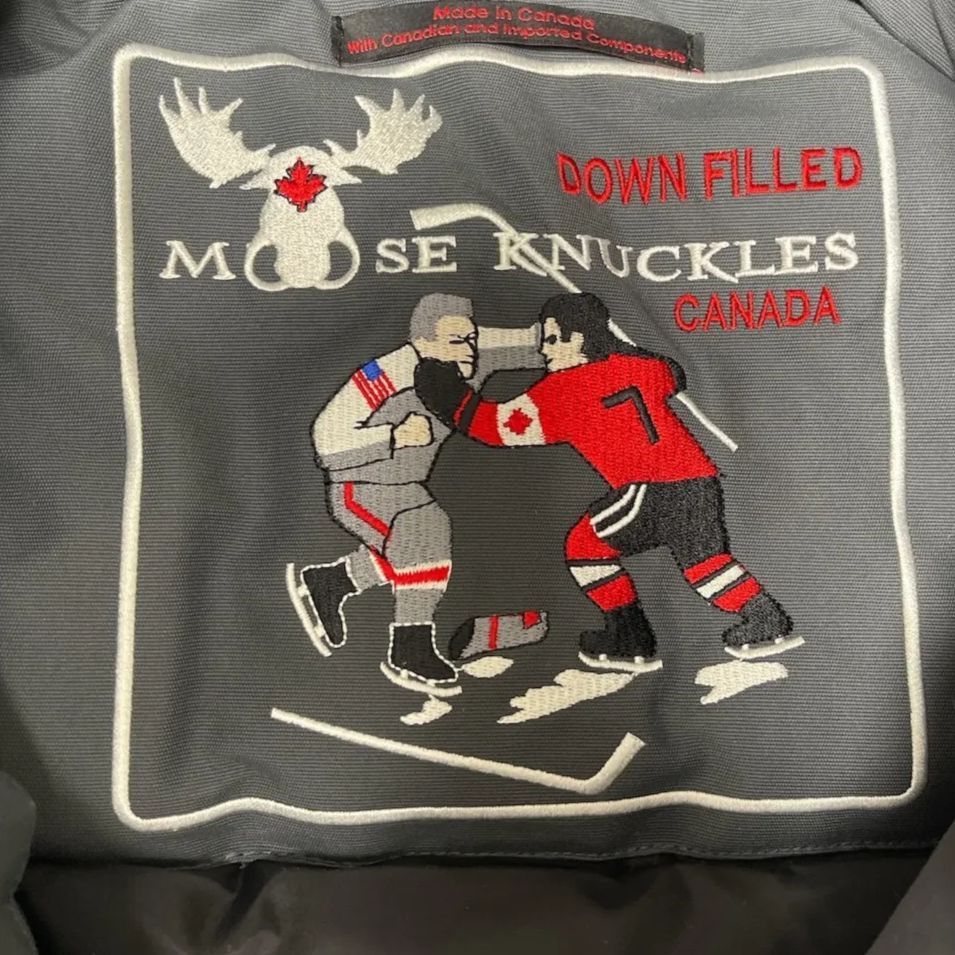 Made in Canada
With Canadian and Imported Components
DOWN FILLED
MOOSE KNUCKLES
CANADA
7